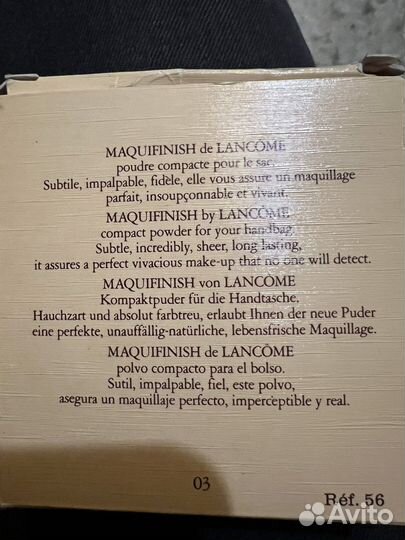 MAQUIFINISH de LANCÔME
poudre compacte pour le sac.
Subtile, impalpable, fidèle, elle vous assure un maquillage
parfait, insoupçonnable et vivant.
MAQUIFINISH by LANCÔME
compact powder for your handbag.
Subtle, incredibly, sheer, long lasting,
it assures a perfect vivacious make-up that no one will detect.
MAQUIFINISH von LANCÔME
Kompaktpuder für die Handtasche,
Hauchzart und absolut farbtreu, erlaubt Ihnen der neue Puder
eine perfekte, unauffällig-natürliche, lebensfrische Maquillage.
MAQUIFINISH de LANCÔME
polvo compacto para el bolso.
Sutil, impalpable, fiel, este polvo,
asegura un maquillaje perfecto, imperceptible y real.
03
Réf. 56
Avito